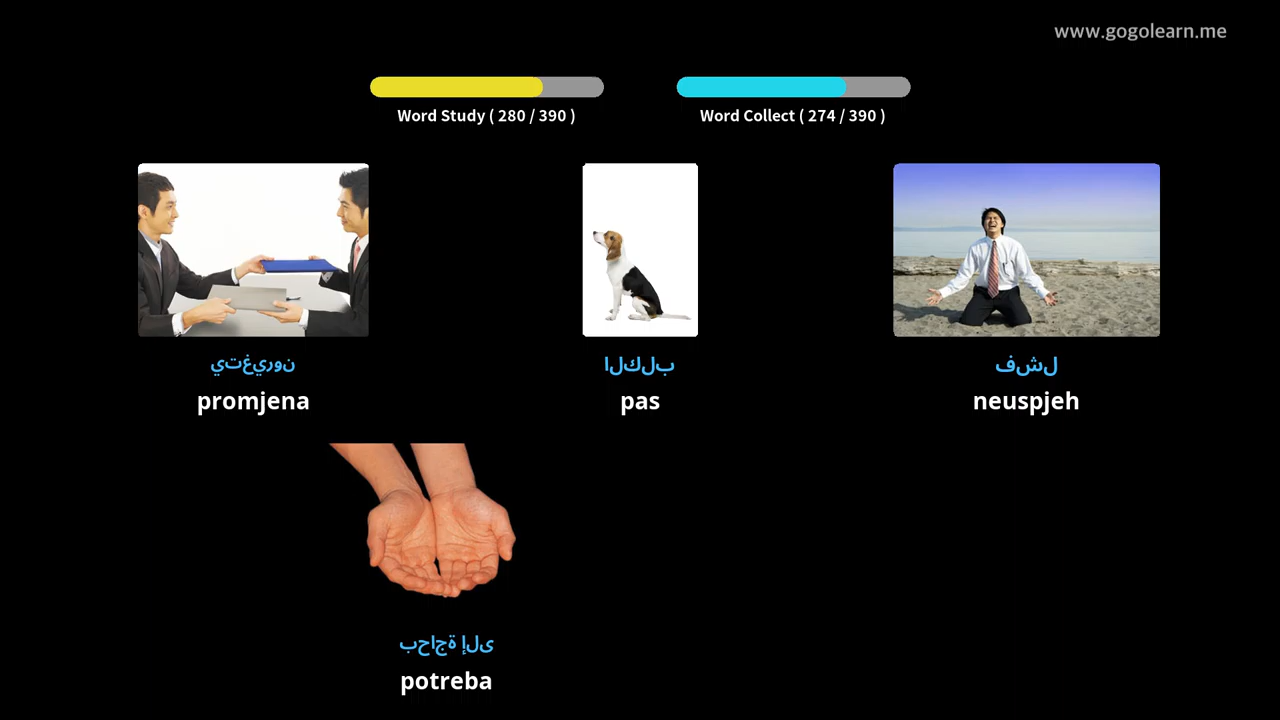 www.gogolearn.me
Word Study ( 280 / 390 )
Word Collect ( 274 / 390 )
يتغيرون
promjena
الكلب
pas
فشل
neuspjeh
بحاجة إلى
potreba